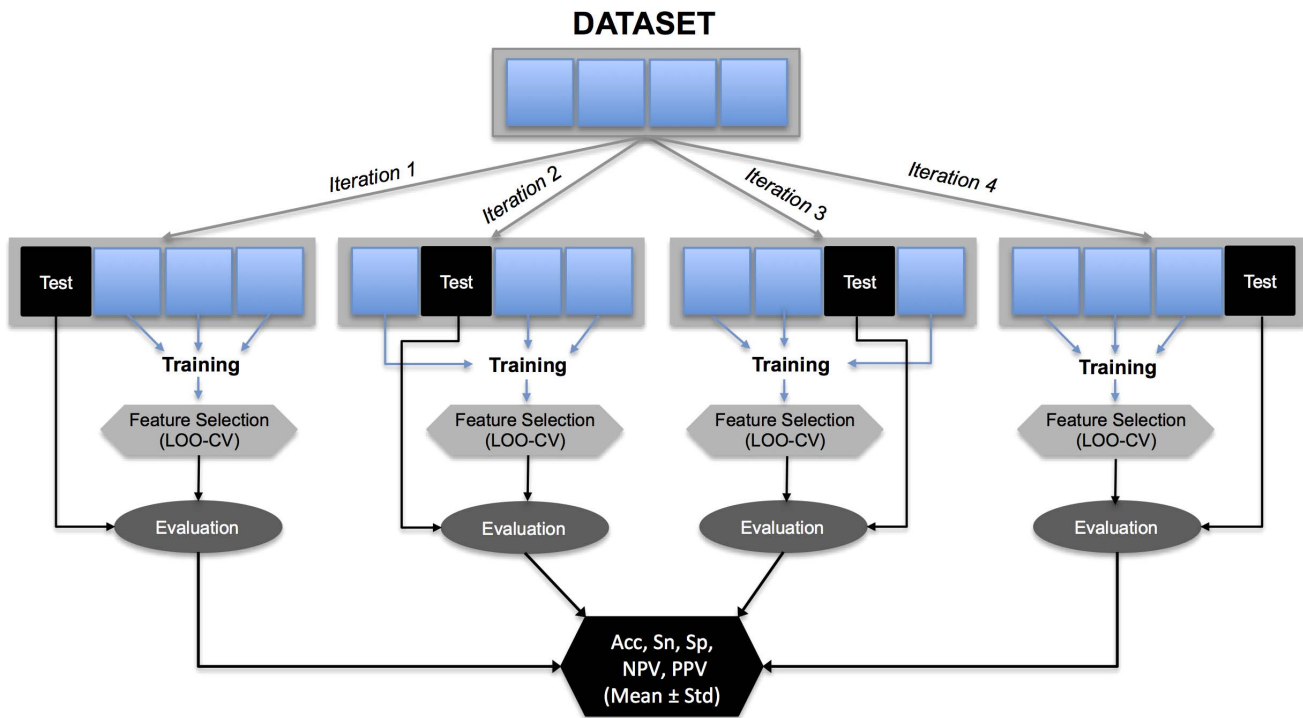 DATASET
Iteration 1
Iteration 2
Iteration 3
Iteration 4
Test
Test
Test
Test
Training
Training
Training
Training
Feature Selection
(LOO-CV)
Feature Selection
(LOO-CV)
Feature Selection
(LOO-CV)
Feature Selection
(LOO-CV)
Evaluation
Evaluation
Evaluation
Evaluation
Acc, Sn, Sp,
NPV, PPV
(Mean ± Std)